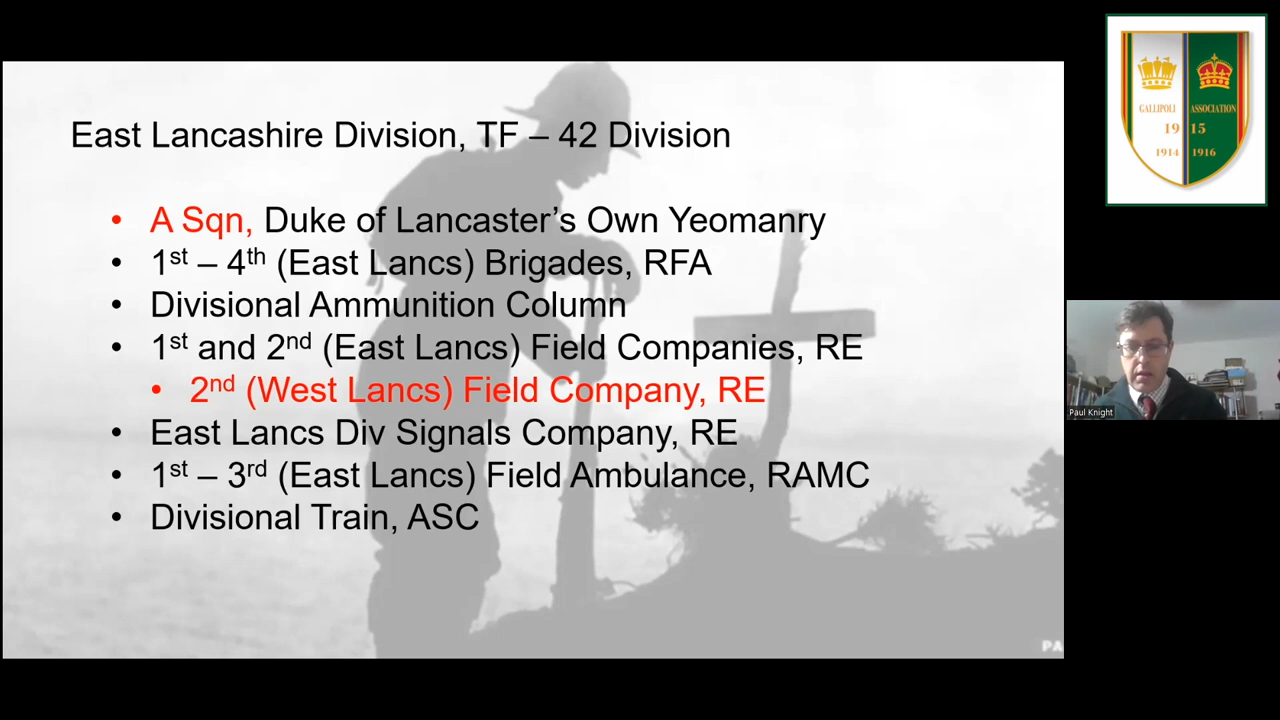 East Lancashire Division, TF – 42 Division
• A Sqn, Duke of Lancaster’s Own Yeomanry
• 1st – 4th (East Lancs) Brigades, RFA
• Divisional Ammunition Column
• 1st and 2nd (East Lancs) Field Companies, RE
• 2nd (West Lancs) Field Company, RE
• East Lancs Div Signals Company, RE
• 1st – 3rd (East Lancs) Field Ambulance, RAMC
• Divisional Train, ASC
PA
GALLIPOLI ASSOCIATION
19 15
1914 1916
Paul Knight